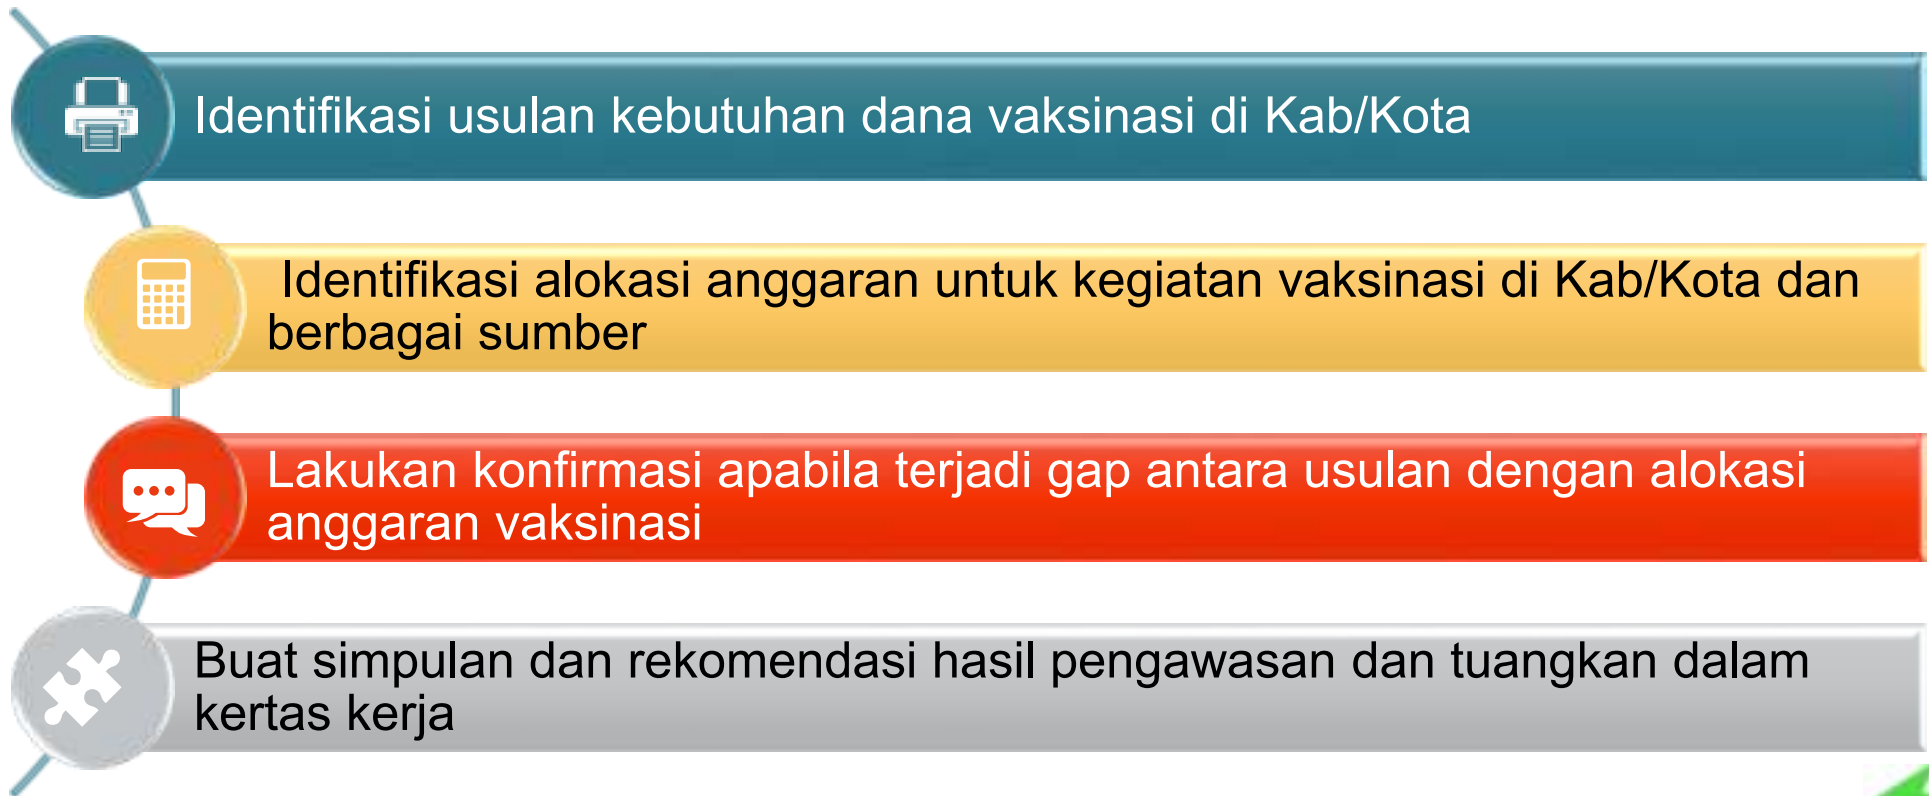 Identifikasi usulan kebutuhan dana vaksinasi di Kab/Kota
Identifikasi alokasi anggaran untuk kegiatan vaksinasi di Kab/Kota dan
berbagai sumber
Lakukan konfirmasi apabila terjadi gap antara usulan dengan alokasi
anggaran vaksinasi
Buat simpulan dan rekomendasi hasil pengawasan dan tuangkan dalam
kertas kerja